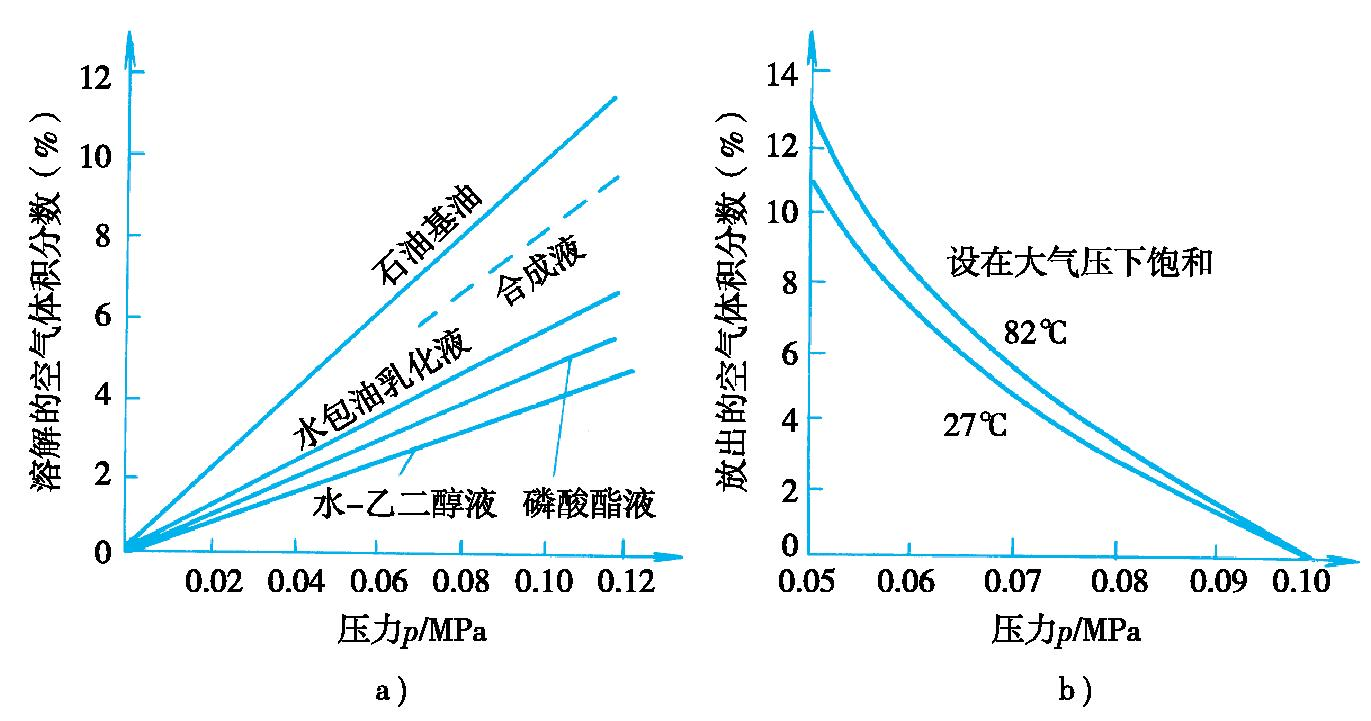 溶解的空气体积分数(%)
12
10
8
6
4
2
0
石油基油
合成液
水包油乳化液
水-乙二醇液
磷酸酯液
0.02 0.04 0.06 0.08 0.10 0.12
压力p/MPa
a)
放出的空气体积分数(%)
14
12
10
8
6
4
2
0
设在大气压下饱和
82℃
27℃
0.05 0.06 0.07 0.08 0.09 0.10
压力p/MPa
b)